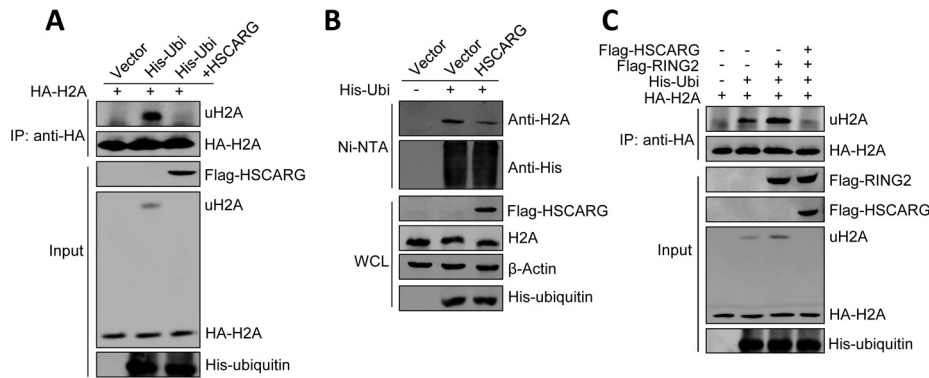 A
Vector
His-Ubi
His-Ubi
+HSCARG
HA-H2A + + +
IP: anti-HA
uH2A
HA-H2A
Flag-HSCARG
Input
uH2A
HA-H2A
His-ubiquitin
B
Vector
Vector
HSCARG
His-Ubi - + +
Ni-NTA
Anti-H2A
Anti-His
WCL
Flag-HSCARG
H2A
β-Actin
His-ubiquitin
C
Flag-HSCARG - - - +
Flag-RING2 - - + +
His-Ubi - + + +
HA-H2A + + + +
IP: anti-HA
uH2A
HA-H2A
Input
Flag-RING2
Flag-HSCARG
uH2A
HA-H2A
His-ubiquitin